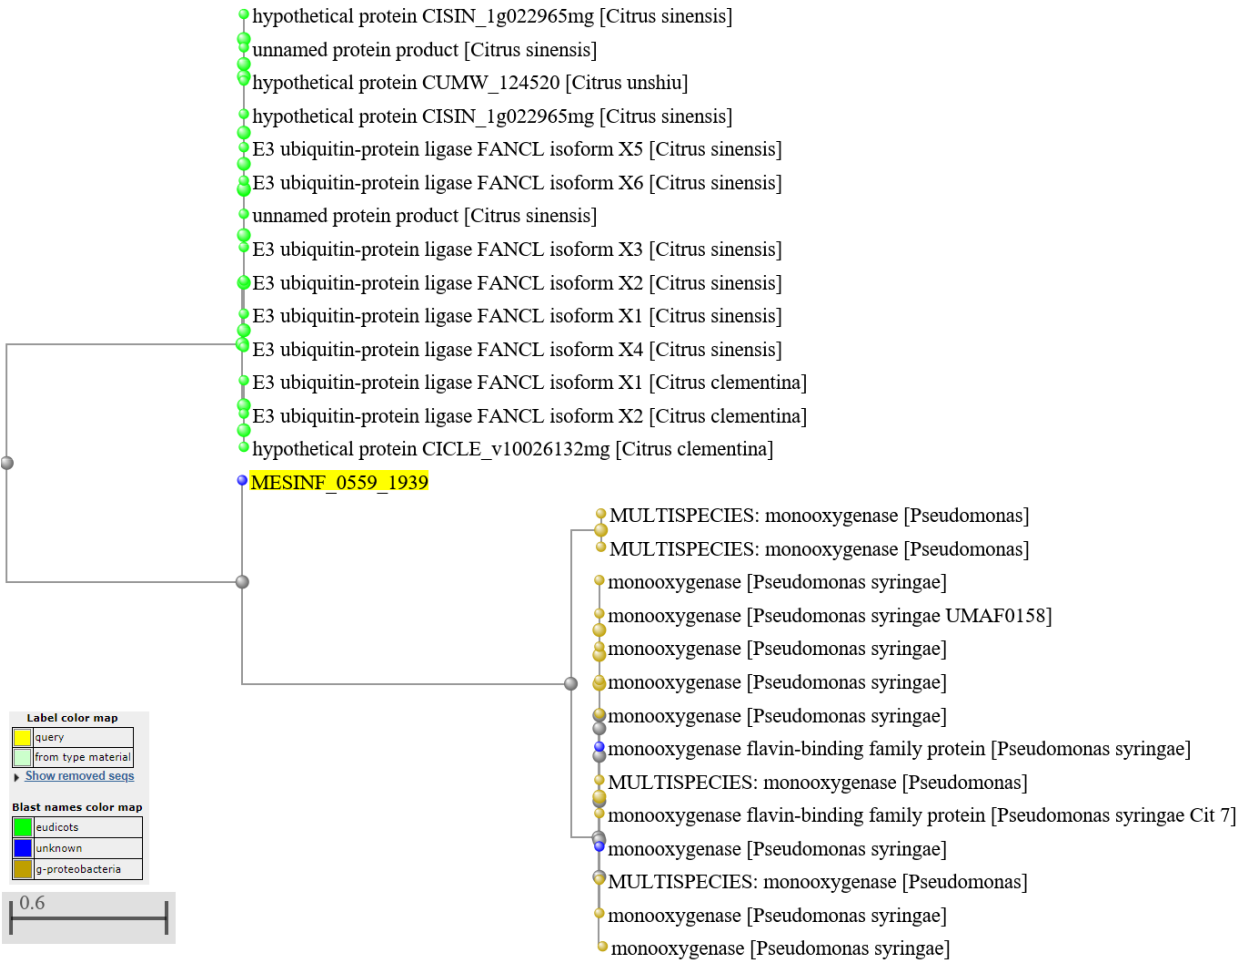 hypothetical protein CISIN_1g022965mg [Citrus sinensis]
unnamed protein product [Citrus sinensis]
hypothetical protein CUMW_124520 [Citrus unshiu]
hypothetical protein CISIN_1g022965mg [Citrus sinensis]
E3 ubiquitin-protein ligase FANCL isoform X5 [Citrus sinensis]
E3 ubiquitin-protein ligase FANCL isoform X6 [Citrus sinensis]
unnamed protein product [Citrus sinensis]
E3 ubiquitin-protein ligase FANCL isoform X3 [Citrus sinensis]
E3 ubiquitin-protein ligase FANCL isoform X2 [Citrus sinensis]
E3 ubiquitin-protein ligase FANCL isoform X1 [Citrus sinensis]
E3 ubiquitin-protein ligase FANCL isoform X4 [Citrus sinensis]
E3 ubiquitin-protein ligase FANCL isoform X1 [Citrus clementina]
E3 ubiquitin-protein ligase FANCL isoform X2 [Citrus clementina]
hypothetical protein CICLE_v10026132mg [Citrus clementina]
MESINF_0559_1939
MULTISPECIES: monooxygenase [Pseudomonas]
MULTISPECIES: monooxygenase [Pseudomonas]
monooxygenase [Pseudomonas syringae]
monooxygenase [Pseudomonas syringae UMAF0158]
monooxygenase [Pseudomonas syringae]
monooxygenase [Pseudomonas syringae]
monooxygenase [Pseudomonas syringae]
monooxygenase flavin-binding family protein [Pseudomonas syringae]
MULTISPECIES: monooxygenase [Pseudomonas]
monooxygenase flavin-binding family protein [Pseudomonas syringae Cit 7]
monooxygenase [Pseudomonas syringae]
MULTISPECIES: monooxygenase [Pseudomonas]
monooxygenase [Pseudomonas syringae]
monooxygenase [Pseudomonas syringae]
Label color map
query
from type material
Show removed seqs
Blast names color map
eudicots
unknown
g-proteobacteria
0.6